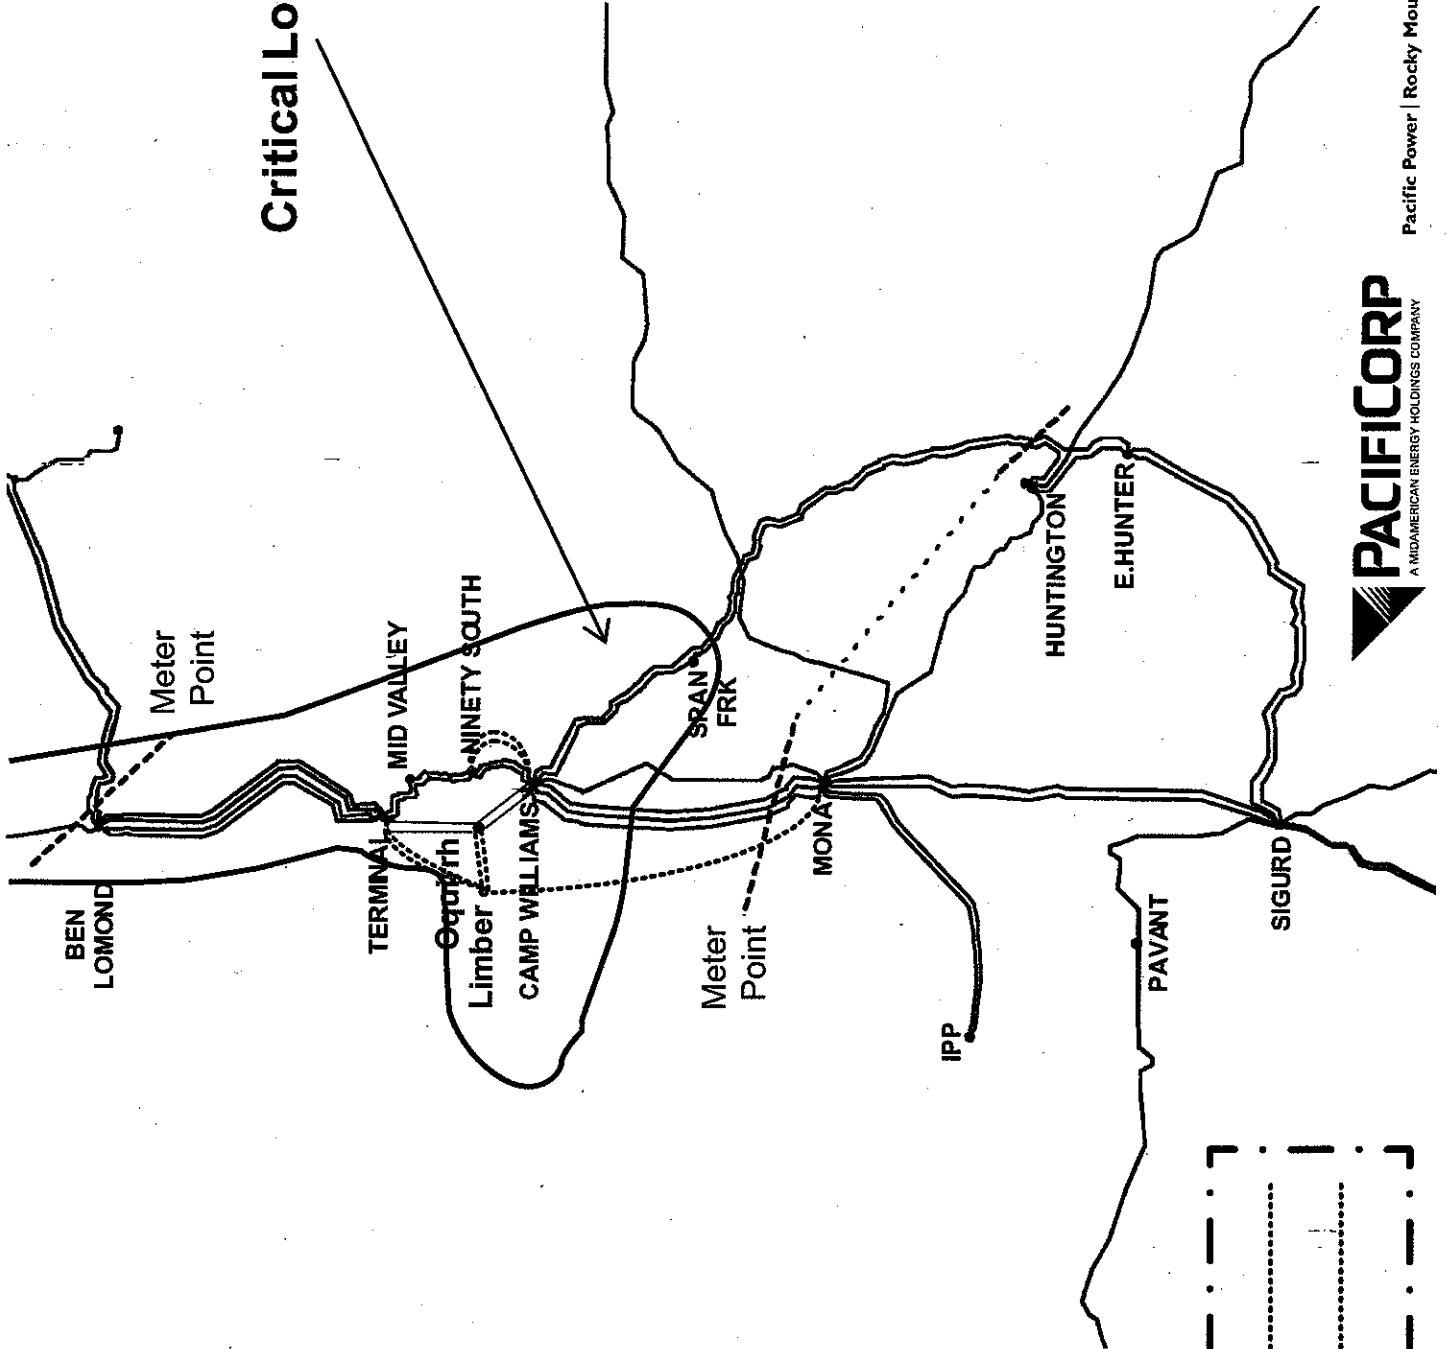 Critical Lo
Meter
Point
BEN
LOMOND
MID VALLEY
NINETY SOUTH
TERMINAL
Oquirrh
Limber
CAMP WILLIAMS
SPAN
FRK
Meter
Point
MONA
IPP
HUNTINGTON
E.HUNTER
PAVANT
SIGURD
PACIFICORP
A MIDAMERICAN ENERGY HOLDINGS COMPANY
Pacific Power | Rocky Mou